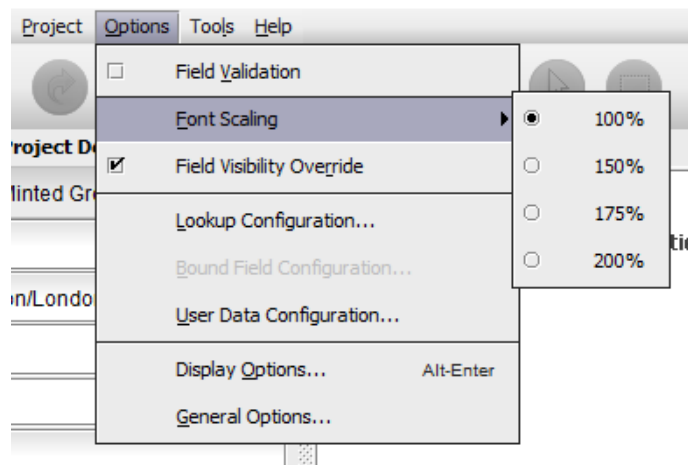 Project Options Tools Help
Field Validation
Font Scaling
Field Visibility Override
Lookup Configuration...
Bound Field Configuration...
User Data Configuration...
Display Options... Alt-Enter
General Options...
100%
150%
175%
200%
roject D
linted Gr
on/Londo